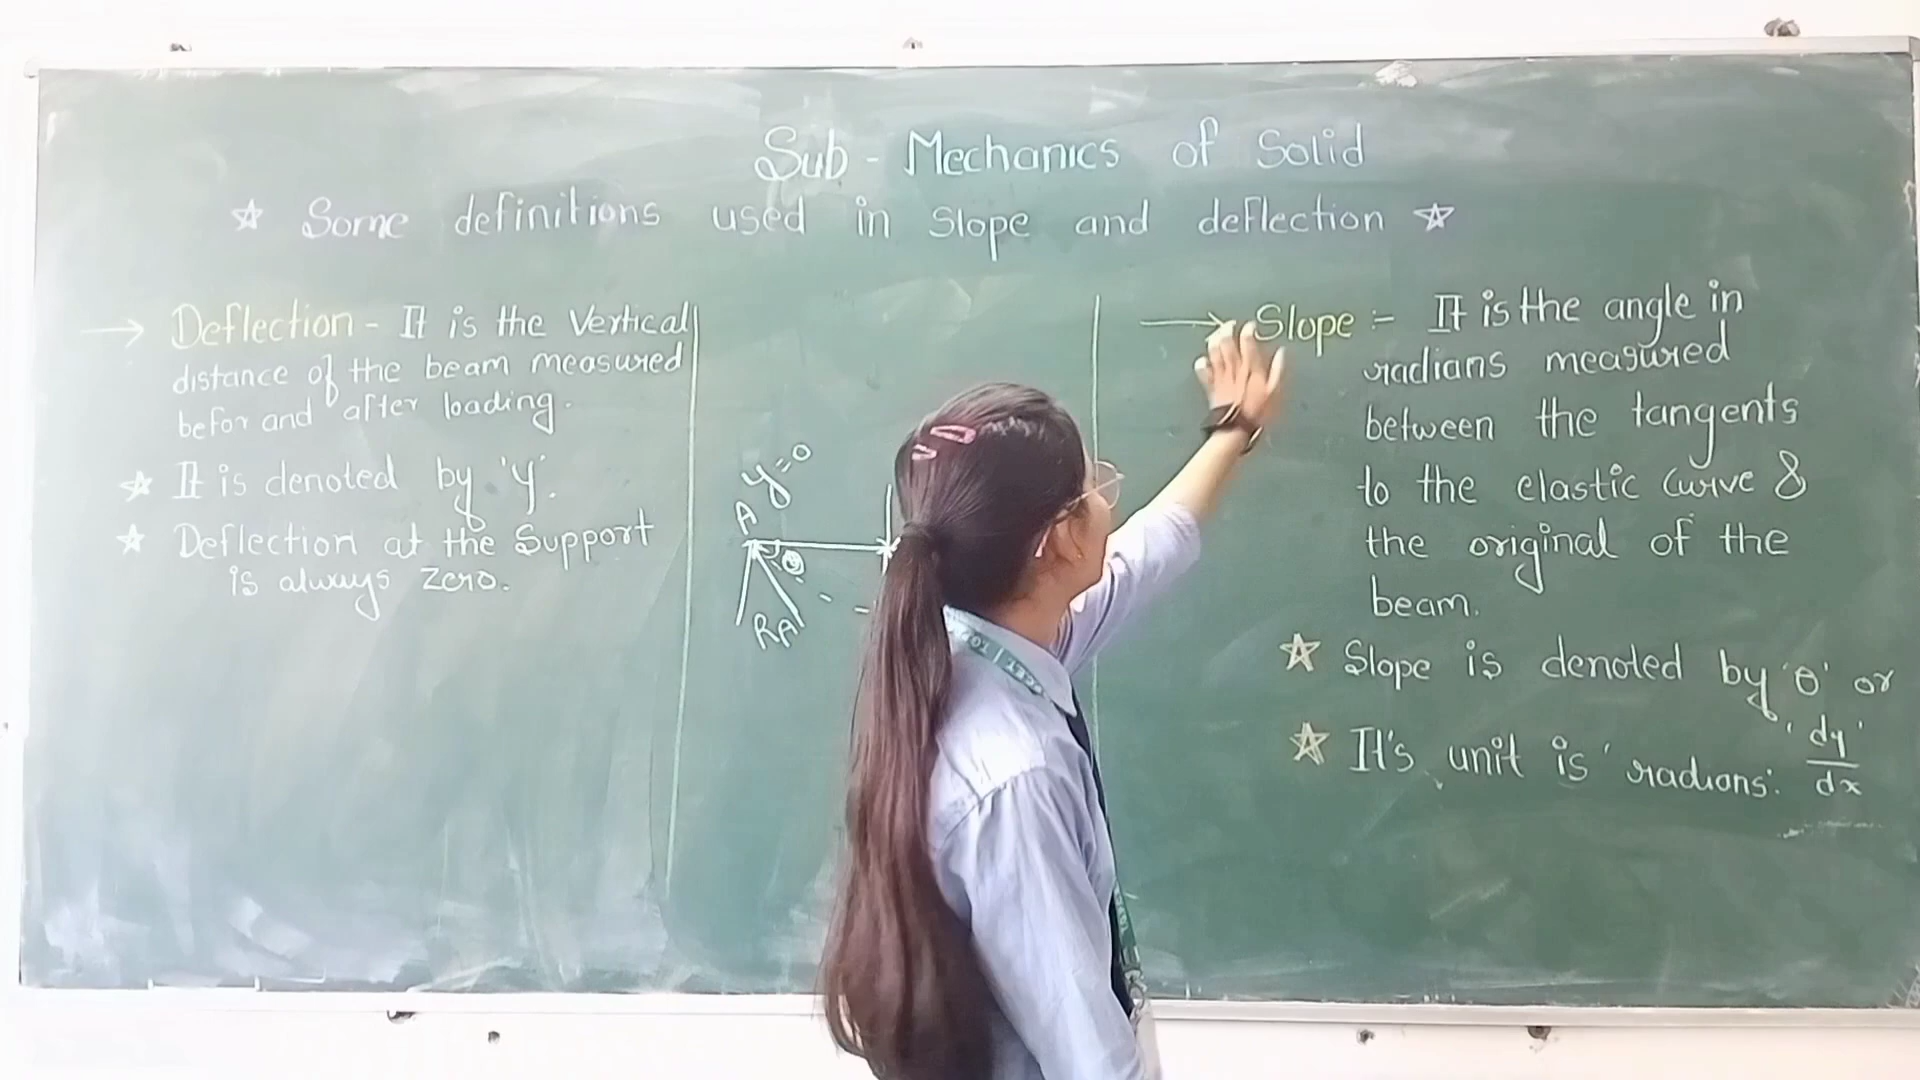 Sub - Mechanics of Solid
☆ Some definitions used in Slope and deflection ☆
→ Deflection - It is the Vertical
distance of the beam measured
befor and after loading.
☆ It is denoted by 'y'.
☆ Deflection at the Support
is always Zero.
y=0
A
θ
RA
→ Slope :- It is the angle in
radians measured
between the tangents
to the elastic curve &
the original of the
beam.
☆ Slope is denoted by 'θ' or
'dy/dx'
☆ It's unit is 'radians'.